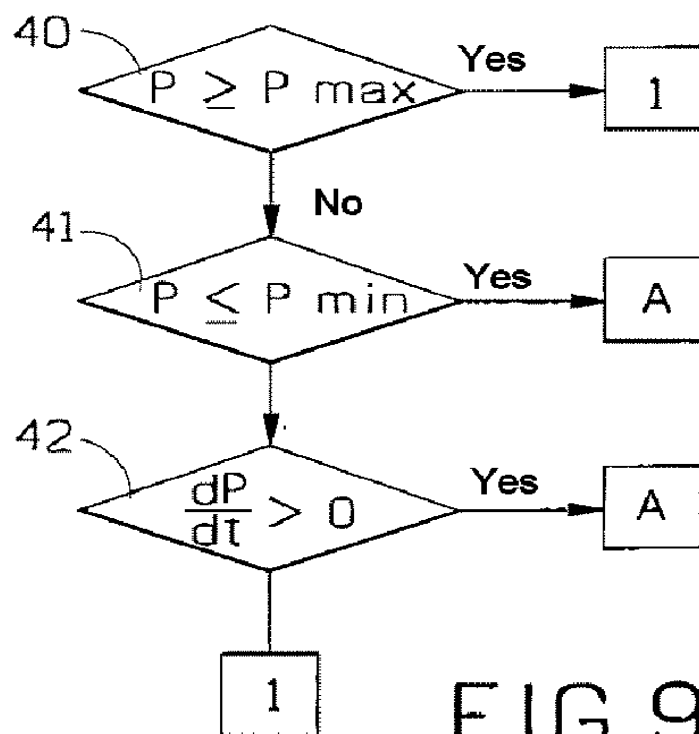 40
P ≥ P max
Yes
1
No
41
P ≤ P min
Yes
A
42
dP
dt
> 0
Yes
A
1
FIG 9